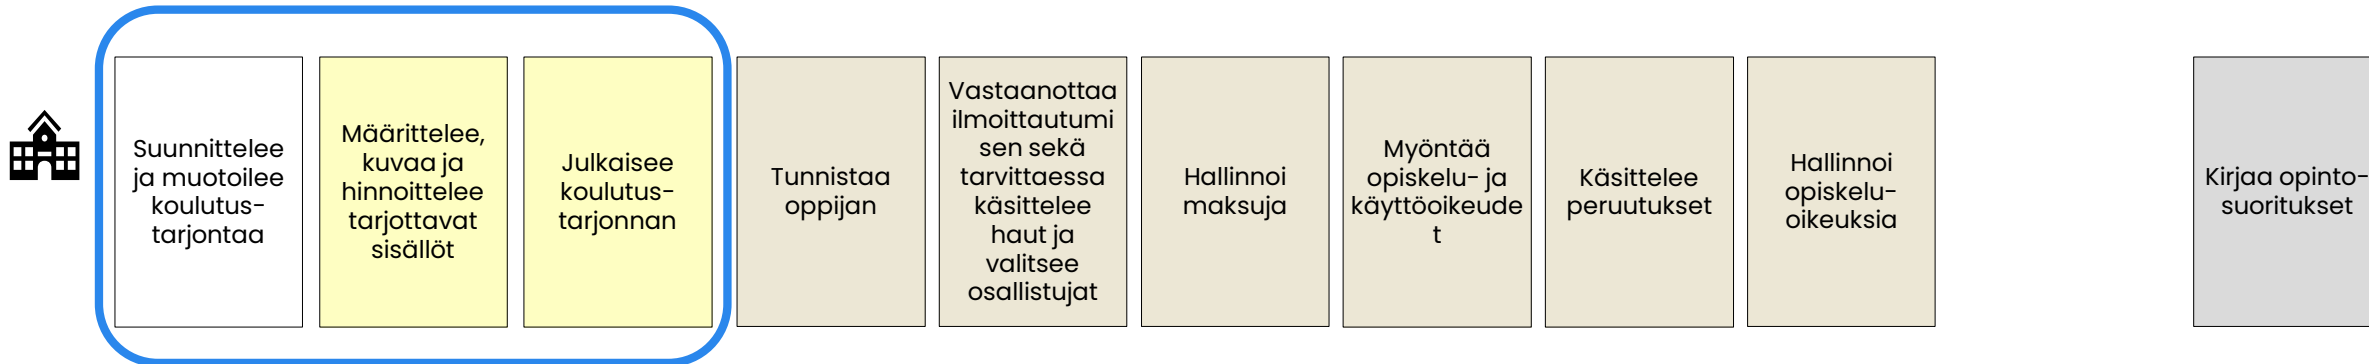 Suunnittelee
ja muotoilee
koulutus-
tarjontaa
Määrittelee,
kuvaa ja
hinnoittelee
tarjottavat
sisällöt
Julkaisee
koulutus-
tarjonnan
Tunnistaa
oppijan
Vastaanottaa
ilmoittautumi
sen sekä
tarvittaessa
käsittelee
haut ja
valitsee
osallistujat
Hallinnoi
maksuja
Myöntää
opiskelu- ja
käyttöoikeude
t
Käsittelee
peruutukset
Hallinnoi
opiskelu-
oikeuksia
Kirjaa opinto-
suoritukset